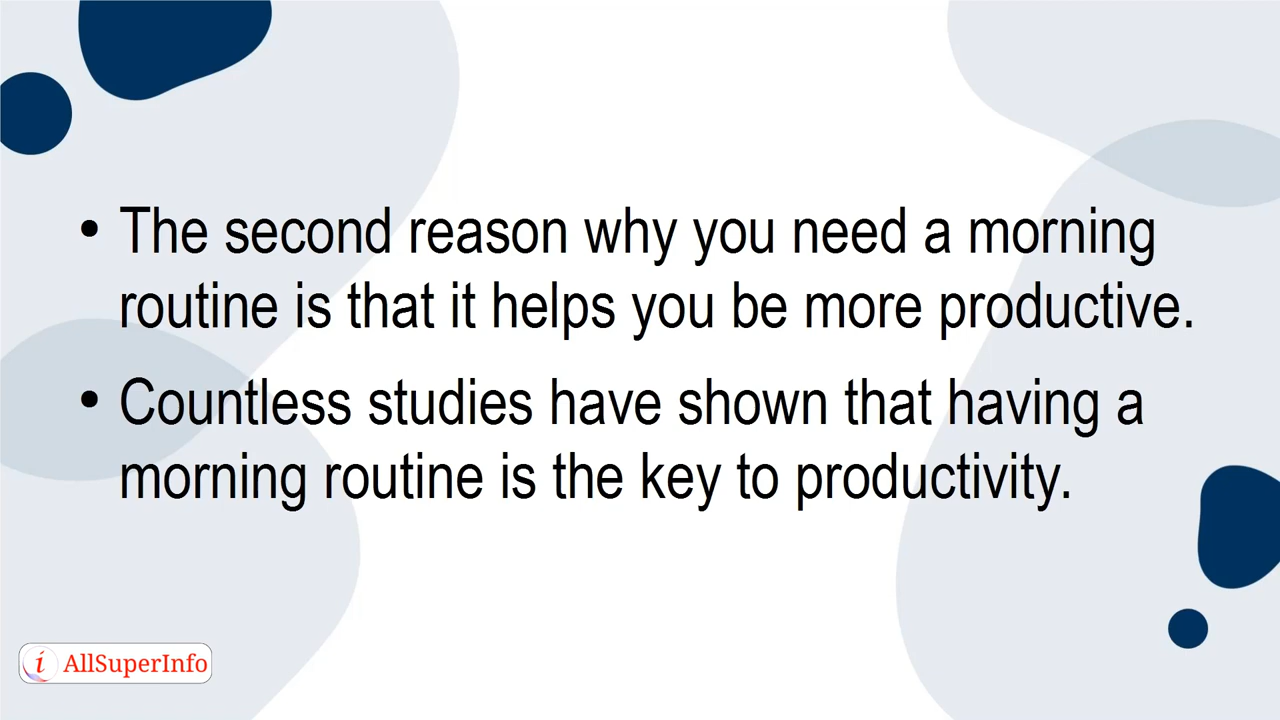 • The second reason why you need a morning
routine is that it helps you be more productive.
• Countless studies have shown that having a
morning routine is the key to productivity.
i AllSuperInfo